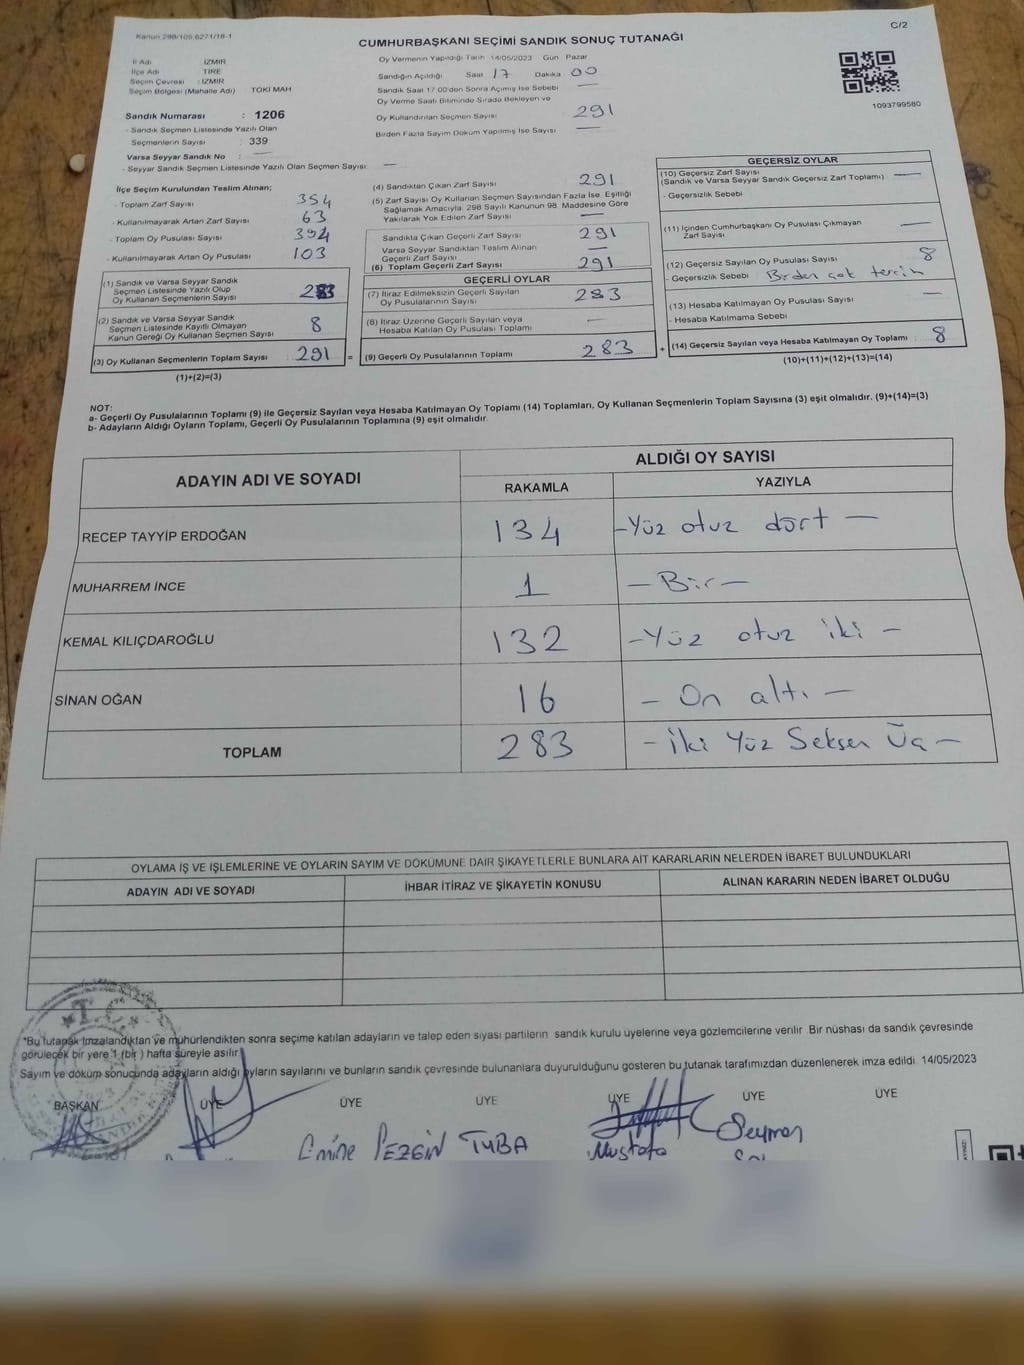 Kanun 298/105 6271/18-1
C/2
CUMHURBAŞKANI SEÇİMİ SANDIK SONUÇ TUTANAĞI
İl Adı İZMİR
İlçe Adı TİRE
Seçim Çevresi : İZMİR
Seçim Bölgesi (Mahalle Adı) TOKİ MAH
Sandık Numarası : 1206
- Sandık Seçmen Listesinde Yazılı Olan
Seçmenlerin Sayısı : 339
Varsa Seyyar Sandık No : —
- Seyyar Sandık Seçmen Listesinde Yazılı Olan Seçmen Sayısı: —
Oy Vermenin Yapıldığı Tarih 14/05/2023 Gün Pazar
Sandığın Açıldığı Saat 17 Dakika 00
Sandık Saat 17 00'den Sonra Açılmış İse Sebebi —
Oy Verme Saati Bitiminde Sırada Bekleyen ve
Oy Kullandırılan Seçmen Sayısı 291
Birden Fazla Sayım Döküm Yapılmış İse Sayısı —
1093799580
İlçe Seçim Kurulundan Teslim Alınan;
- Toplam Zarf Sayısı 354
- Kullanılmayarak Artan Zarf Sayısı 63
- Toplam Oy Pusulası Sayısı 394
- Kullanılmayarak Artan Oy Pusulası 103
(1) Sandık ve Varsa Seyyar Sandık
Seçmen Listesinde Yazılı Olup
Oy Kullanan Seçmenlerin Sayısı 283
(2) Sandık ve Varsa Seyyar Sandık
Seçmen Listesinde Kayıtlı Olmayan
Kanun Gereği Oy Kullanan Seçmen Sayısı 8
(3) Oy Kullanan Seçmenlerin Toplam Sayısı 291 =
(1)+(2)=(3)
(4) Sandıktan Çıkan Zarf Sayısı 291
(5) Zarf Sayısı Oy Kullanan Seçmen Sayısından Fazla İse, Eşitliği
Sağlamak Amacıyla, 298 Sayılı Kanunun 98. Maddesine Göre
Yakılarak Yok Edilen Zarf Sayısı —
Sandıkta Çıkan Geçerli Zarf Sayısı 291
Varsa Seyyar Sandıktan Teslim Alınan
Geçerli Zarf Sayısı —
(6) Toplam Geçerli Zarf Sayısı 291
GEÇERLİ OYLAR
(7) İtiraz Edilmeksizin Geçerli Sayılan
Oy Pusulalarının Sayısı 283
(8) İtiraz Üzerine Geçerli Sayılan veya
Hesaba Katılan Oy Pusulası Toplamı —
(9) Geçerli Oy Pusulalarının Toplamı 283 +
GEÇERSİZ OYLAR
(10) Geçersiz Zarf Sayısı
(Sandık ve Varsa Seyyar Sandık Geçersiz Zarf Toplamı) —
- Geçersizlik Sebebi
(11) İçinden Cumhurbaşkanı Oy Pusulası Çıkmayan
Zarf Sayısı —
(12) Geçersiz Sayılan Oy Pusulası Sayısı 8
- Geçersizlik Sebebi Birden çok tercih
(13) Hesaba Katılmayan Oy Pusulası Sayısı —
- Hesaba Katılmama Sebebi
(14) Geçersiz Sayılan veya Hesaba Katılmayan Oy Toplamı : 8
(10)+(11)+(12)+(13)=(14)
NOT:
a- Geçerli Oy Pusulalarının Toplamı (9) ile Geçersiz Sayılan veya Hesaba Katılmayan Oy Toplamı (14) Toplamları, Oy Kullanan Seçmenlerin Toplam Sayısına (3) eşit olmalıdır. (9)+(14)=(3)
b- Adayların Aldığı Oyların Toplamı, Geçerli Oy Pusulalarının Toplamına (9) eşit olmalıdır.
ADAYIN ADI VE SOYADI
ALDIĞI OY SAYISI
RAKAMLA YAZIYLA
RECEP TAYYİP ERDOĞAN 134 -Yüz otuz dört —
MUHARREM İNCE 1 — Bir —
KEMAL KILIÇDAROĞLU 132 -Yüz otuz iki —
SİNAN OĞAN 16 - On altı —
TOPLAM 283 - İki Yüz Seksen Üç —
OYLAMA İŞ VE İŞLEMLERİNE VE OYLARIN SAYIM VE DÖKÜMÜNE DAİR ŞİKAYETLERLE BUNLARA AİT KARARLARIN NELERDEN İBARET BULUNDUKLARI
ADAYIN ADI VE SOYADI İHBAR İTİRAZ VE ŞİKAYETİN KONUSU ALINAN KARARIN NEDEN İBARET OLDUĞU
T.C.
*Bu tutanak imzalandıktan ve mühürlendikten sonra seçime katılan adayların ve talep eden siyasi partilerin sandık kurulu üyelerine veya gözlemcilerine verilir. Bir nüshası da sandık çevresinde
görülecek bir yere 1 (bir) hafta süreyle asılır
Sayım ve döküm sonucunda adayların aldığı oyların sayılarını ve bunların sandık çevresinde bulunanlara duyurulduğunu gösteren bu tutanak tarafımızdan düzenlenerek imza edildi. 14/05/2023
BAŞKAN ÜYE ÜYE ÜYE ÜYE ÜYE ÜYE
Emine SEZGİN TUBA Mustafa Seymen